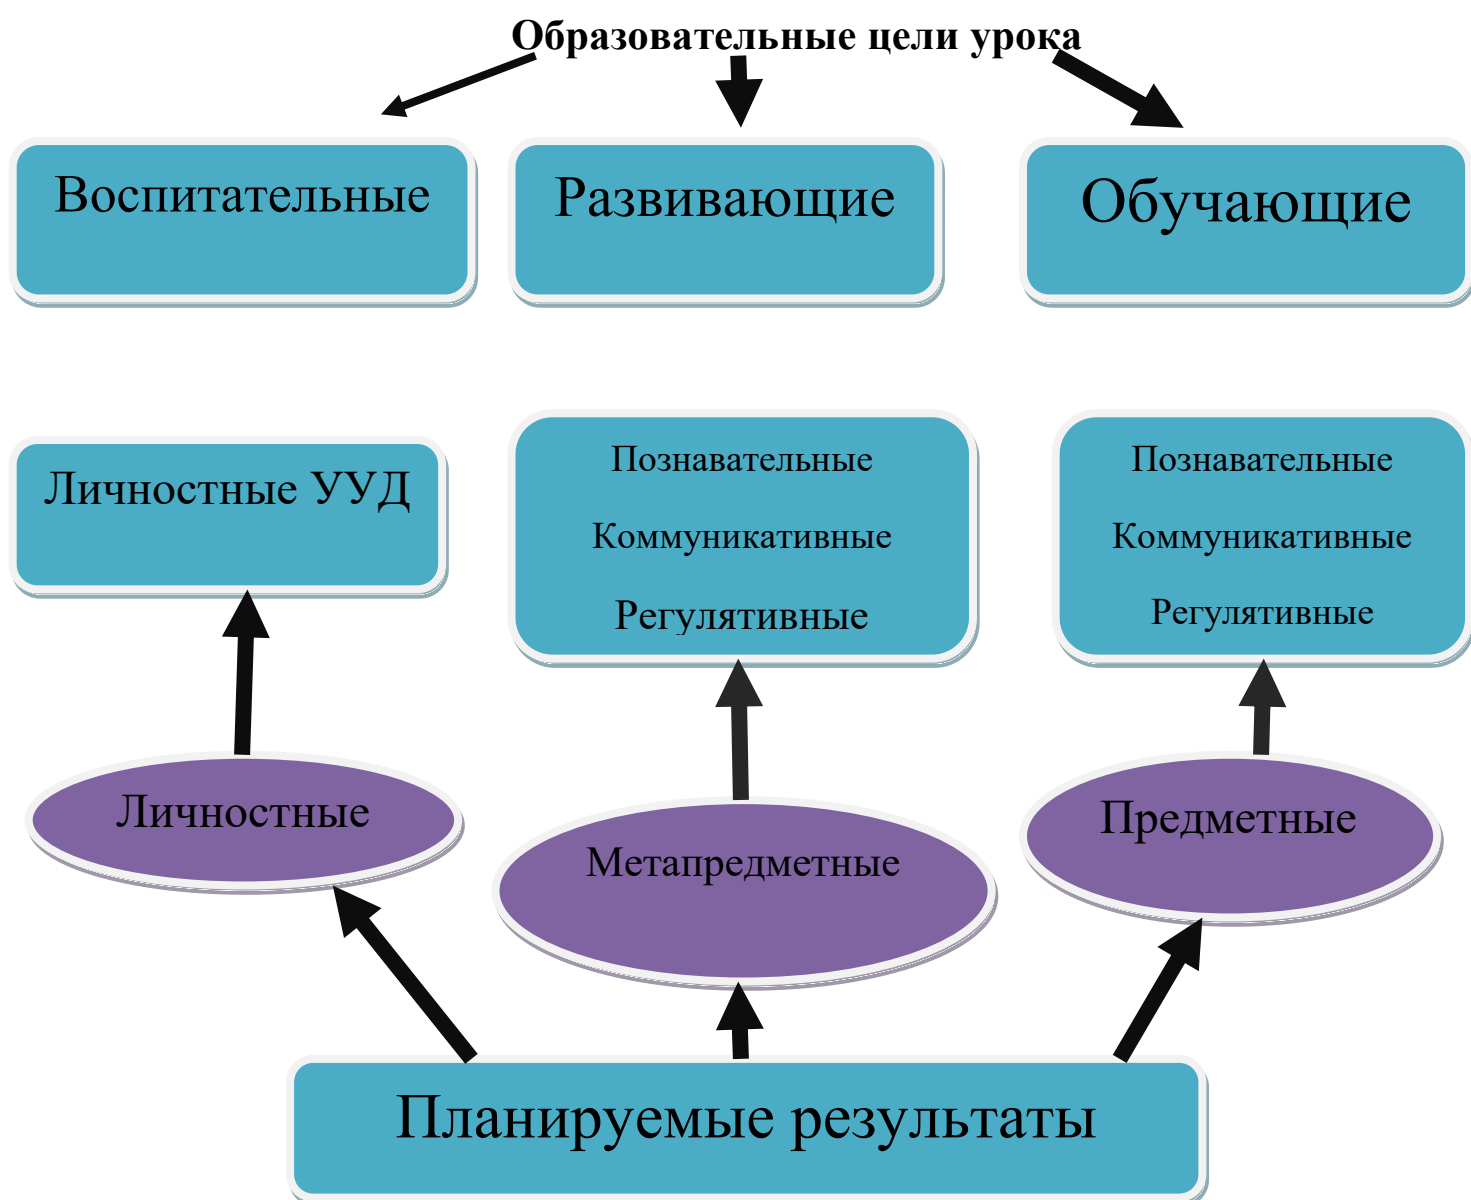 Образовательные цели урока
Воспитательные
Развивающие
Обучающие
Личностные УУД
Познавательные
Коммуникативные
Регулятивные
Познавательные
Коммуникативные
Регулятивные
Личностные
Метапредметные
Предметные
Планируемые результаты